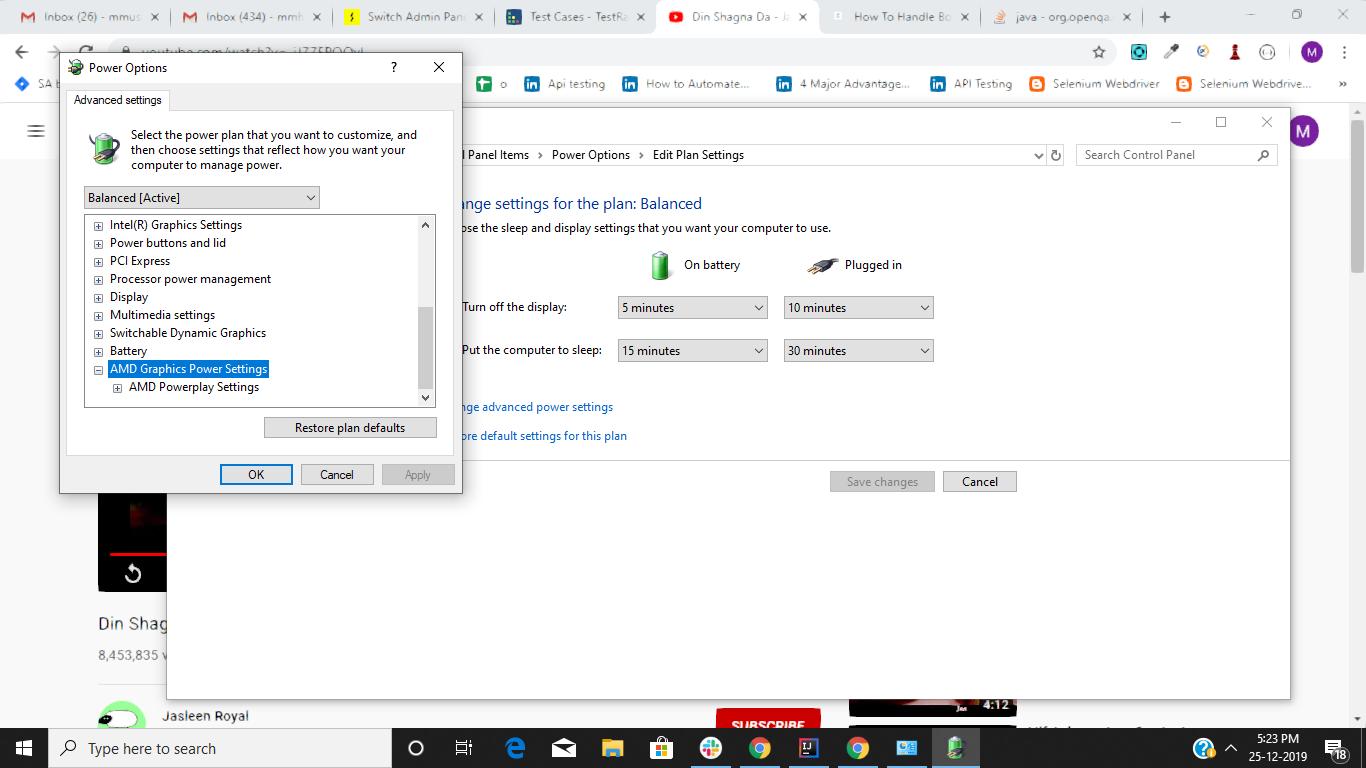 Inbox (26) - mmus
Inbox (434) - mmh
Switch Admin Pan
Test Cases - TestRa
Din Shagna Da - Ja
How To Handle Bo
java - org.openqa.
M
SA
o
Api testing
How to Automate...
4 Major Advantage...
API Testing
Selenium Webdriver
Selenium Webdrive...
»
Power Options
?
Advanced settings
Select the power plan that you want to customize, and
then choose settings that reflect how you want your
computer to manage power.
Balanced [Active]
Intel(R) Graphics Settings
Power buttons and lid
PCI Express
Processor power management
Display
Multimedia settings
Switchable Dynamic Graphics
Battery
AMD Graphics Power Settings
AMD Powerplay Settings
Restore plan defaults
OK
Cancel
Apply
l Panel Items
Power Options
Edit Plan Settings
Search Control Panel
M
ange settings for the plan: Balanced
ose the sleep and display settings that you want your computer to use.
On battery
Plugged in
Turn off the display:
5 minutes
10 minutes
Put the computer to sleep:
15 minutes
30 minutes
nge advanced power settings
ore default settings for this plan
Save changes
Cancel
Din Shag
8,453,835 v
Jasleen Royal
SUBSCRIBE
4:12
Type here to search
5:23 PM
25-12-2019
18